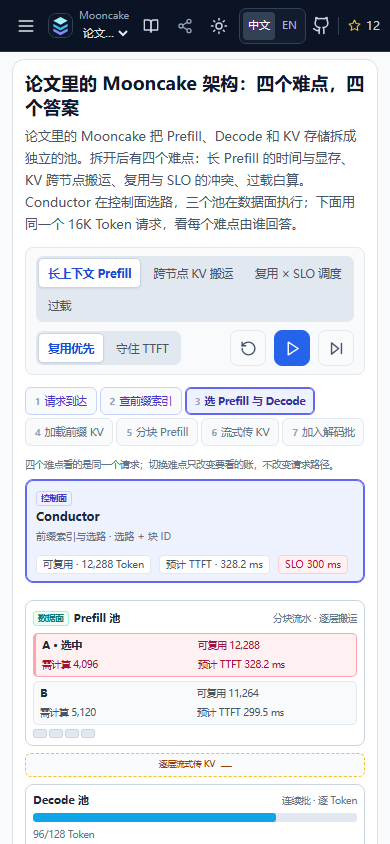 Mooncake
论文...
中文 EN
12
论文里的 Mooncake 架构：四个难点，四
个答案
论文里的 Mooncake 把 Prefill、Decode 和 KV 存储拆成
独立的池。拆开后有四个难点：长 Prefill 的时间与显存、
KV 跨节点搬运、复用与 SLO 的冲突、过载白算。
Conductor 在控制面选路，三个池在数据面执行；下面用
同一个 16K Token 请求，看每个难点由谁回答。
长上下文 Prefill 跨节点 KV 搬运 复用 × SLO 调度
过载
复用优先 守住 TTFT
1 请求到达 2 查前缀索引 3 选 Prefill 与 Decode
4 加载前缀 KV 5 分块 Prefill 6 流式传 KV 7 加入解码批
四个难点看的是同一个请求；切换难点只改变要看的账，不改变请求路径。
控制面
Conductor
前缀索引与选路 · 选路 + 块 ID
可复用 · 12,288 Token 预计 TTFT · 328.2 ms SLO 300 ms
数据面 Prefill 池 分块流水 · 逐层搬运
A · 选中 可复用 12,288
需计算 4,096 预计 TTFT 328.2 ms
B 可复用 11,264
需计算 5,120 预计 TTFT 299.5 ms
逐层流式传 KV —
Decode 池 连续批 · 逐 Token
96/128 Token